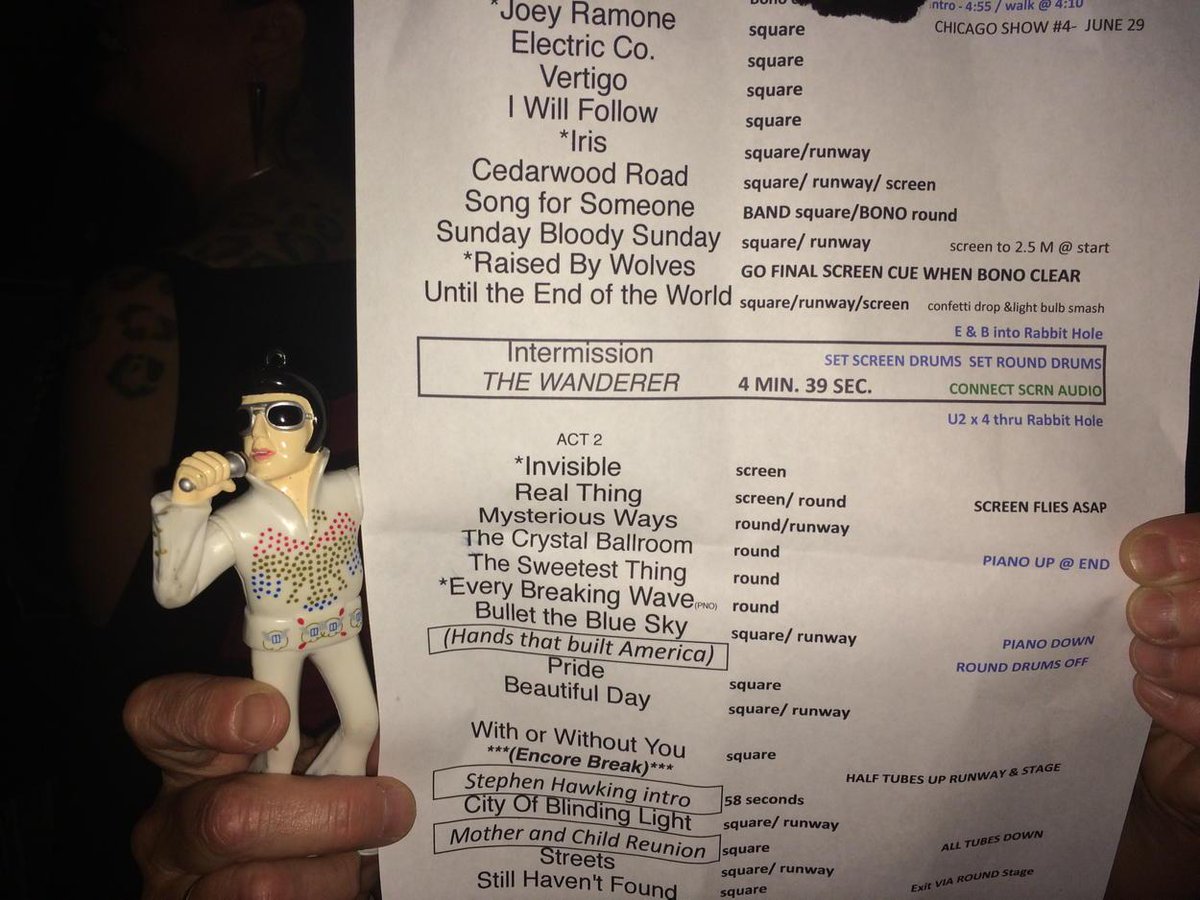 intro - 4:55 / walk @ 4:10
CHICAGO SHOW #4- JUNE 29
*Joey Ramone square
Electric Co. square
Vertigo square
I Will Follow square
*Iris square/runway
Cedarwood Road square/ runway/ screen
Song for Someone BAND square/BONO round
Sunday Bloody Sunday square/ runway screen to 2.5 M @ start
*Raised By Wolves GO FINAL SCREEN CUE WHEN BONO CLEAR
Until the End of the World square/runway/screen confetti drop &light bulb smash
E & B into Rabbit Hole
Intermission SET SCREEN DRUMS SET ROUND DRUMS
THE WANDERER 4 MIN. 39 SEC. CONNECT SCRN AUDIO
U2 x 4 thru Rabbit Hole
ACT 2
*Invisible screen
Real Thing screen/ round SCREEN FLIES ASAP
Mysterious Ways round/runway
The Crystal Ballroom round PIANO UP @ END
The Sweetest Thing round
*Every Breaking Wave(PNO) round
Bullet the Blue Sky square/ runway PIANO DOWN
(Hands that built America) ROUND DRUMS OFF
Pride square
Beautiful Day square/ runway
With or Without You square
***(Encore Break)*** HALF TUBES UP RUNWAY & STAGE
Stephen Hawking intro 58 seconds
City Of Blinding Light square/ runway
Mother and Child Reunion square ALL TUBES DOWN
Streets square/ runway
Still Haven't Found square Exit VIA ROUND Stage